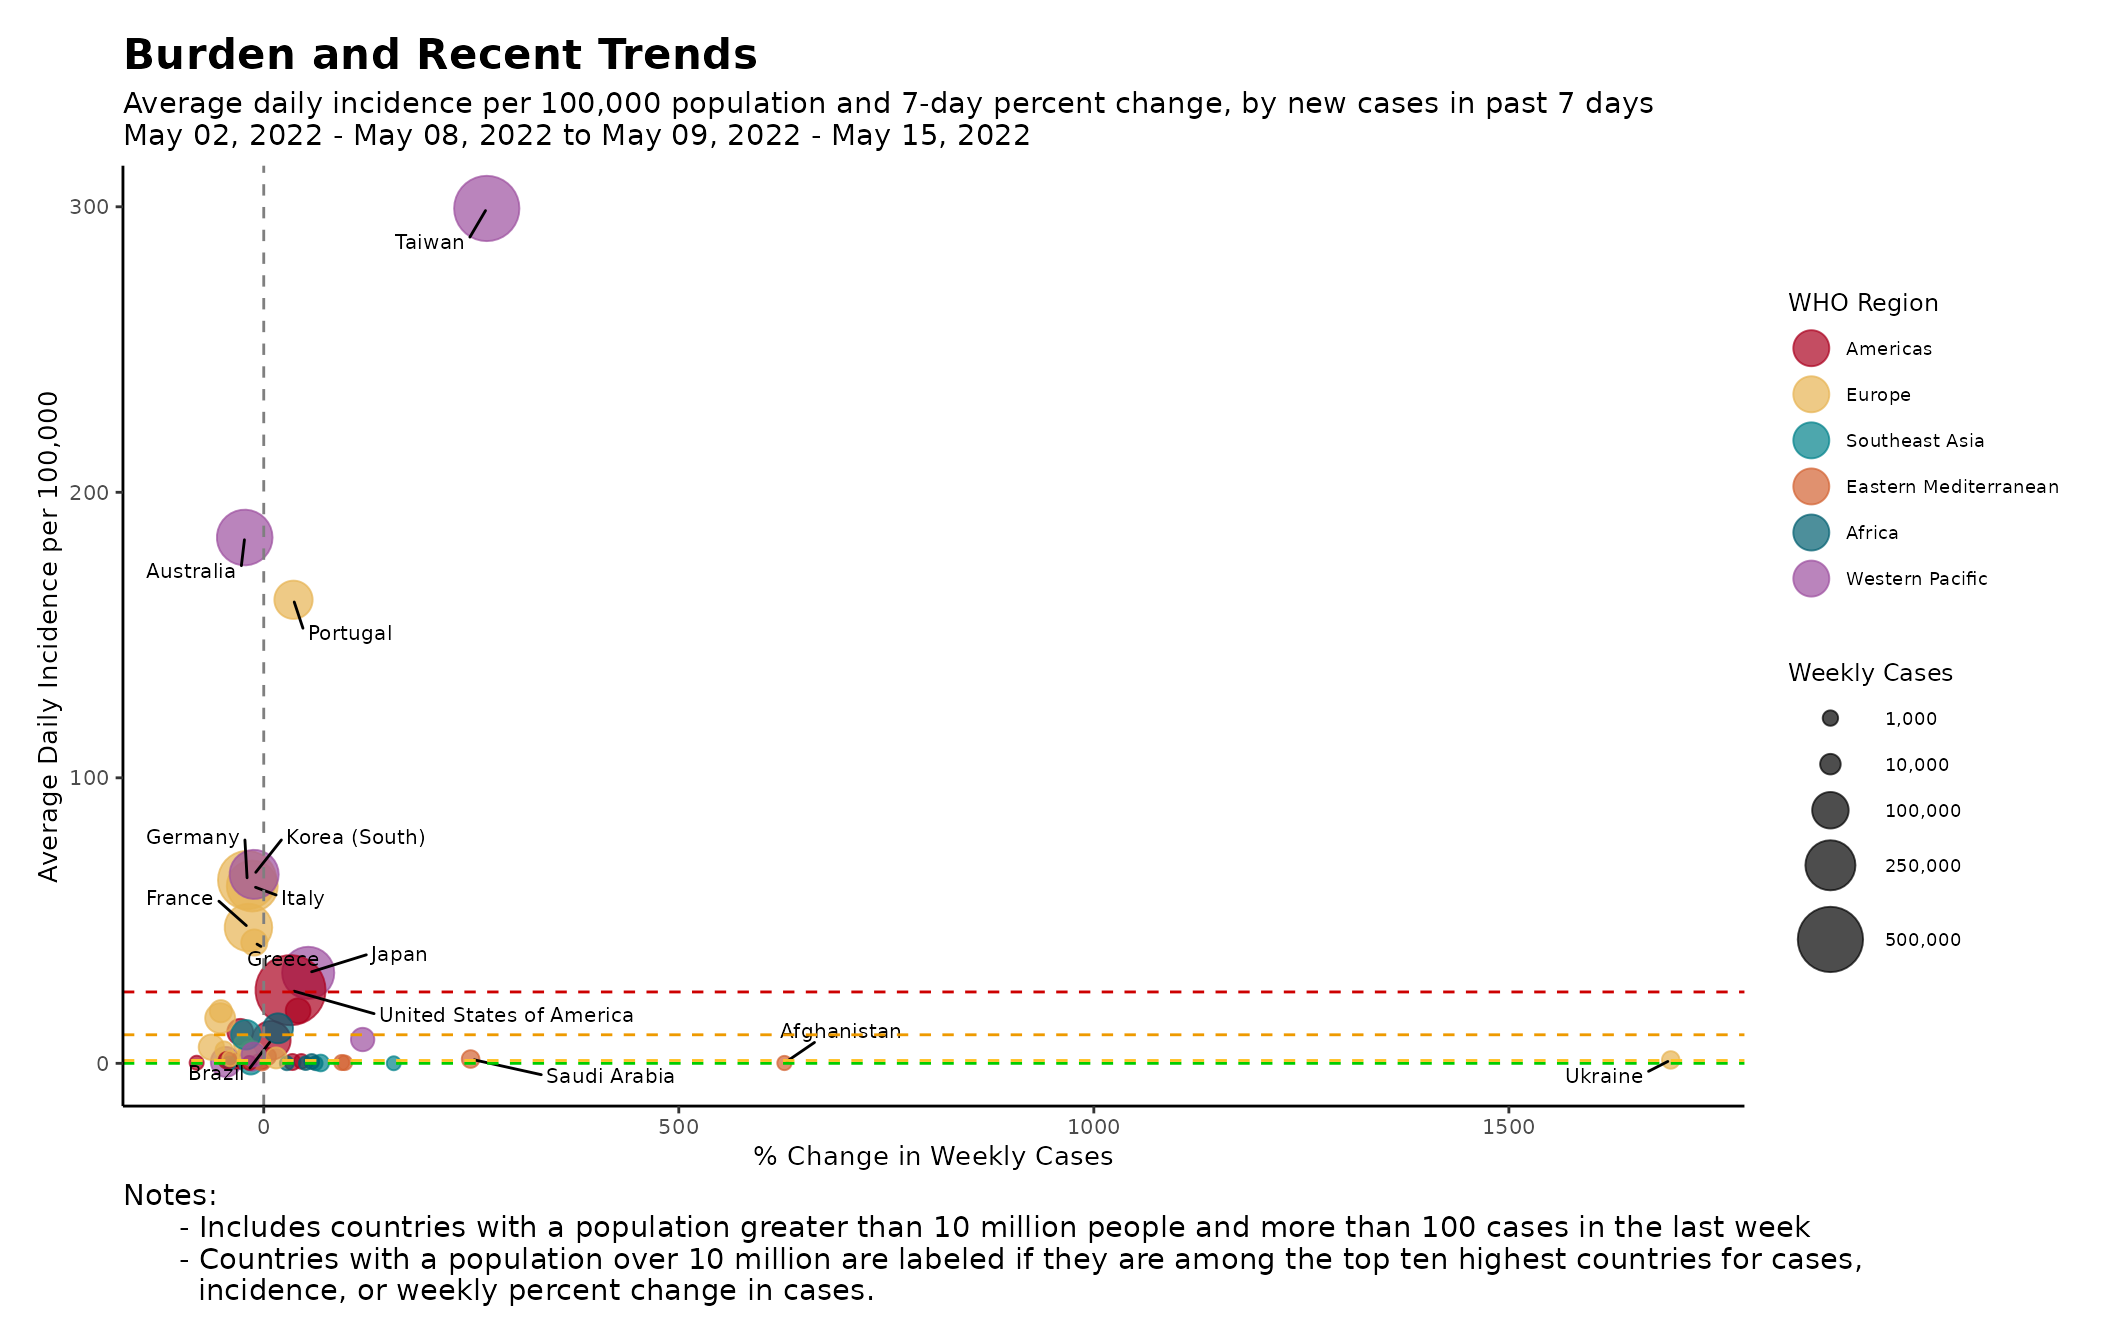 Burden and Recent Trends
Average daily incidence per 100,000 population and 7-day percent change, by new cases in past 7 days
May 02, 2022 - May 08, 2022 to May 09, 2022 - May 15, 2022
Average Daily Incidence per 100,000
300
200
100
0
Taiwan
Australia
Portugal
Germany
Korea (South)
France
Italy
Greece
Japan
United States of America
Afghanistan
Brazil
Saudi Arabia
Ukraine
0
500
1000
1500
% Change in Weekly Cases
WHO Region
Americas
Europe
Southeast Asia
Eastern Mediterranean
Africa
Western Pacific
Weekly Cases
1,000
10,000
100,000
250,000
500,000
Notes:
- Includes countries with a population greater than 10 million people and more than 100 cases in the last week
- Countries with a population over 10 million are labeled if they are among the top ten highest countries for cases,
incidence, or weekly percent change in cases.